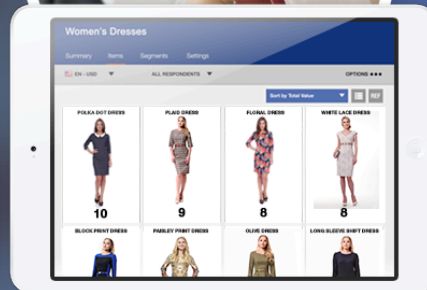 Women's Dresses
Summary Items Segments Settings
EN - USD ALL RESPONDENTS OPTIONS
Sort by Total Value REF
POLKA DOT DRESS PLAID DRESS FLORAL DRESS WHITE LACE DRESS
10 9 8 8
BLOCK PRINT DRESS PAISLEY PRINT DRESS OLIVE DRESS LONG SLEEVE SHIFT DRESS